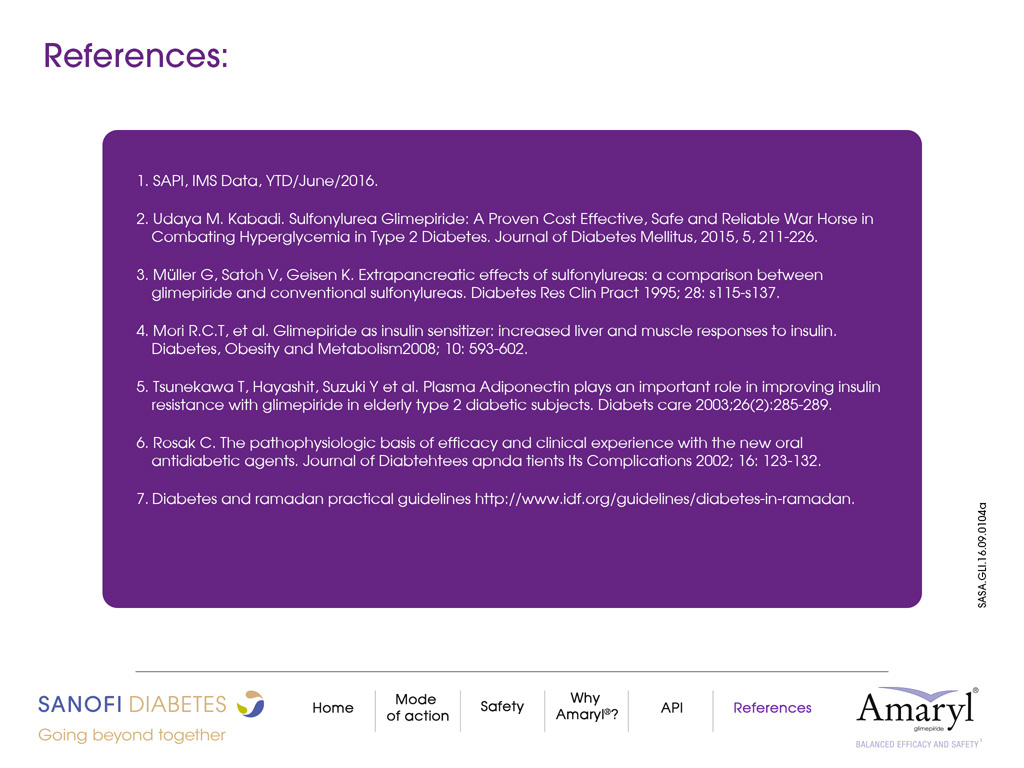 References:
1. SAPI, IMS Data, YTD/June/2016.
2. Udaya M. Kabadi. Sulfonylurea Glimepiride: A Proven Cost Effective, Safe and Reliable War Horse in
Combating Hyperglycemia in Type 2 Diabetes. Journal of Diabetes Mellitus, 2015, 5, 211-226.
3. Müller G, Satoh V, Geisen K. Extrapancreatic effects of sulfonylureas: a comparison between
glimepiride and conventional sulfonylureas. Diabetes Res Clin Pract 1995; 28: s115-s137.
4. Mori R.C.T, et al. Glimepiride as insulin sensitizer: increased liver and muscle responses to insulin.
Diabetes, Obesity and Metabolism2008; 10: 593-602.
5. Tsunekawa T, Hayashit, Suzuki Y et al. Plasma Adiponectin plays an important role in improving insulin
resistance with glimepiride in elderly type 2 diabetic subjects. Diabets care 2003;26(2):285-289.
6. Rosak C. The pathophysiologic basis of efficacy and clinical experience with the new oral
antidiabetic agents. Journal of Diabtehtees apnda tients Its Complications 2002; 16: 123-132.
7. Diabetes and ramadan practical guidelines http://www.idf.org/guidelines/diabetes-in-ramadan.
SASA.GLI.16.09.0104a
SANOFI DIABETES
Going beyond together
Home
Mode
of action
Safety
Why
Amaryl®?
API
References
Amaryl®
glimepiride
BALANCED EFFICACY AND SAFETY¹